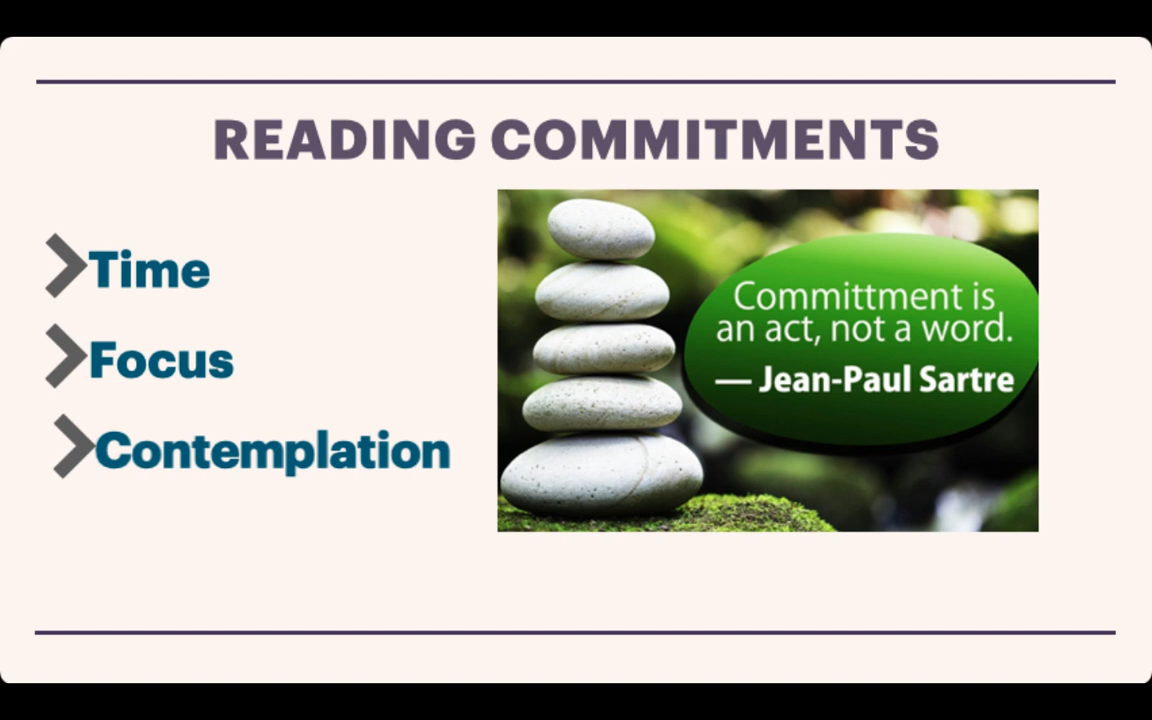 READING COMMITMENTS
Time
Focus
Contemplation
Committment is
an act, not a word.
— Jean-Paul Sartre